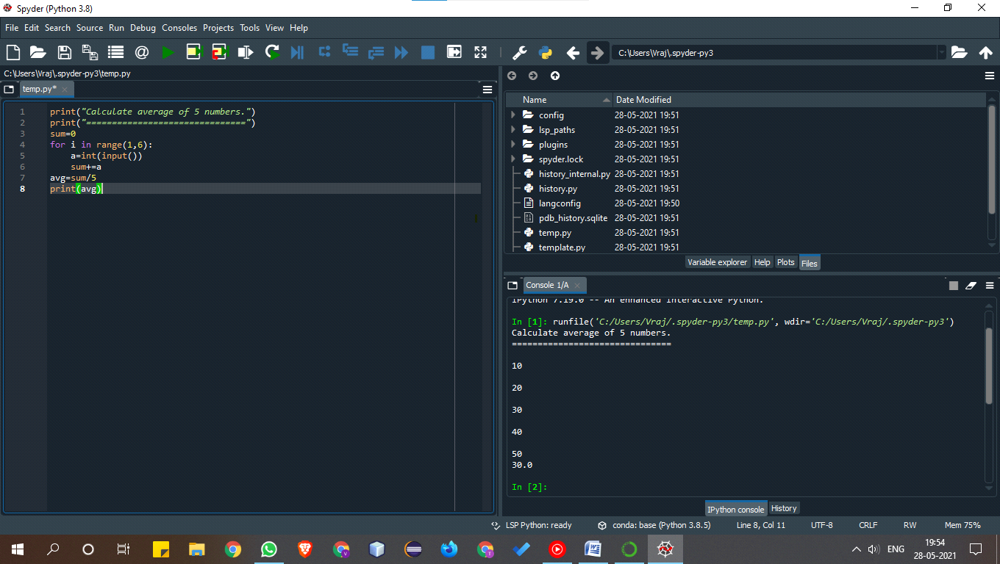 Spyder (Python 3.8)
File Edit Search Source Run Debug Consoles Projects Tools View Help
C:\Users\Vraj\.spyder-py3
C:\Users\Vraj\.spyder-py3\temp.py
temp.py*
1 print("Calculate average of 5 numbers.")
2 print("===============================")
3 sum=0
4 for i in range(1,6):
5     a=int(input())
6     sum+=a
7 avg=sum/5
8 print(avg)
Name Date Modified
config 28-05-2021 19:51
lsp_paths 28-05-2021 19:51
plugins 28-05-2021 19:51
spyder.lock 28-05-2021 19:51
history_internal.py 28-05-2021 19:51
history.py 28-05-2021 19:51
langconfig 28-05-2021 19:50
pdb_history.sqlite 28-05-2021 19:51
temp.py 28-05-2021 19:51
template.py 28-05-2021 19:51
Variable explorer Help Plots Files
Console 1/A
IPython 7.19.0 -- An enhanced Interactive Python.
In [1]: runfile('C:/Users/Vraj/.spyder-py3/temp.py', wdir='C:/Users/Vraj/.spyder-py3')
Calculate average of 5 numbers.
===============================
10
20
30
40
50
30.0
In [2]:
IPython console History
LSP Python: ready conda: base (Python 3.8.5) Line 8, Col 11 UTF-8 CRLF RW Mem 75%
ENG 19:54
28-05-2021